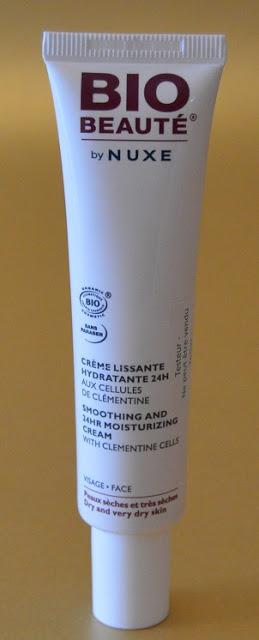 BIO
BEAUTÉ®
by NUXE
BIO
COSMETIC
SANS
PARABEN
CRÈME LISSANTE
HYDRATANTE 24H
AUX CELLULES
DE CLÉMENTINE
SMOOTHING AND
24HR MOISTURIZING
CREAM
WITH CLEMENTINE CELLS
VISAGE • FACE
Peaux sèches et très sèches
Dry and very dry skin
Testeur -
Ne peut être vendu